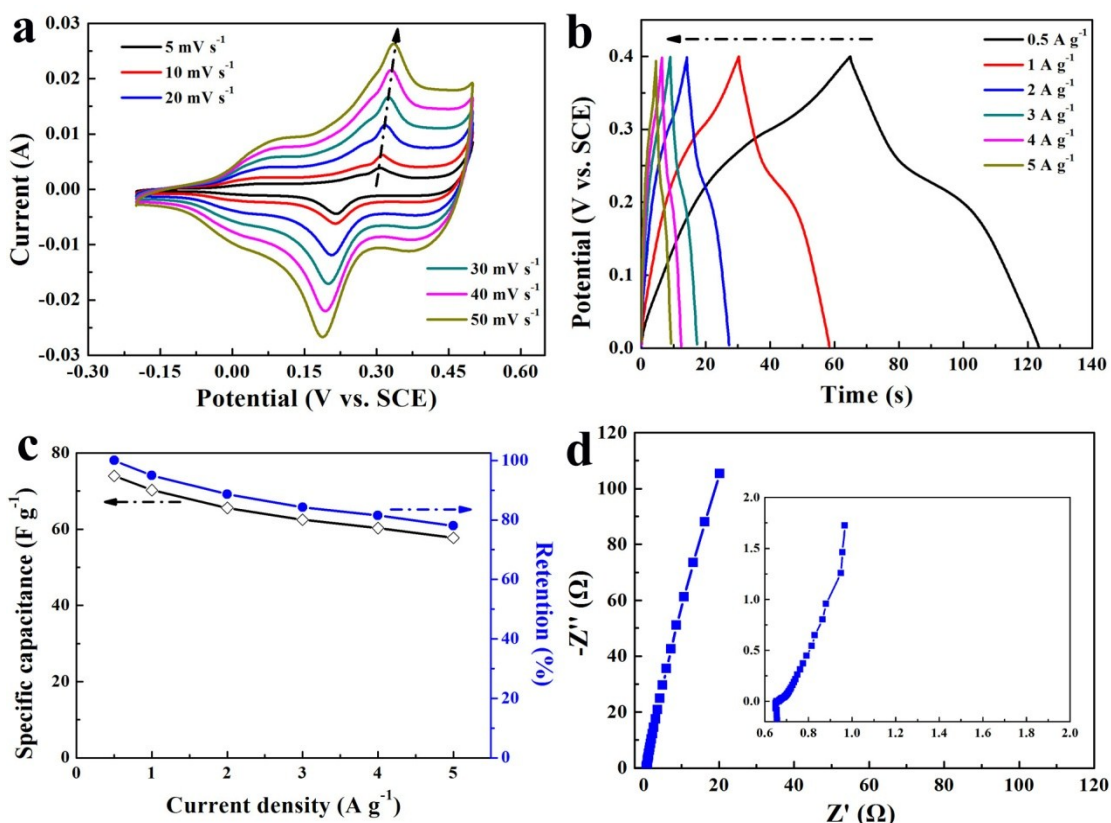 a
5 mV s⁻¹
10 mV s⁻¹
20 mV s⁻¹
30 mV s⁻¹
40 mV s⁻¹
50 mV s⁻¹
Current (A)
0.03
0.02
0.01
0.00
-0.01
-0.02
-0.03
-0.30 -0.15 0.00 0.15 0.30 0.45 0.60
Potential (V vs. SCE)
b
0.5 A g⁻¹
1 A g⁻¹
2 A g⁻¹
3 A g⁻¹
4 A g⁻¹
5 A g⁻¹
Potential (V vs. SCE)
0.4
0.3
0.2
0.1
0.0
0 20 40 60 80 100 120 140
Time (s)
c
Specific capacitance (F g⁻¹)
80
60
40
20
0
0 1 2 3 4 5
Current density (A g⁻¹)
100
80
60
40
20
0
Retention (%)
d
-Z'' (Ω)
120
100
80
60
40
20
0
0 20 40 60 80 100 120
Z' (Ω)
2.0
1.5
1.0
0.5
0.0
0.6 0.8 1.0 1.2 1.4 1.6 1.8 2.0